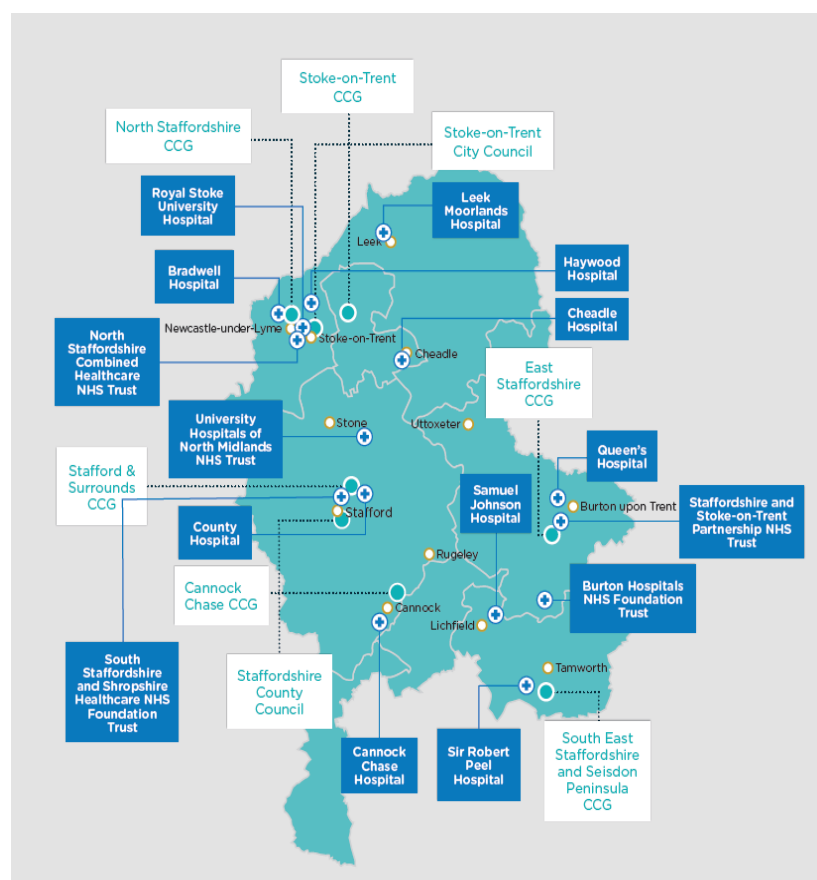 Stoke-on-Trent
CCG
North Staffordshire
CCG
Stoke-on-Trent
City Council
Royal Stoke
University
Hospital
Leek
Moorlands
Hospital
Leek
Bradwell
Hospital
Haywood
Hospital
Cheadle
Hospital
Newcastle-under-Lyme
Stoke-on-Trent
North
Staffordshire
Combined
Healthcare
NHS Trust
Cheadle
East
Staffordshire
CCG
University
Hospitals of
North Midlands
NHS Trust
Stone
Uttoxeter
Queen's
Hospital
Stafford &
Surrounds
CCG
Samuel
Johnson
Hospital
Burton upon Trent
Staffordshire and
Stoke-on-Trent
Partnership NHS
Trust
County
Hospital
Stafford
Rugeley
Cannock
Chase CCG
Cannock
Burton Hospitals
NHS Foundation
Trust
Lichfield
South
Staffordshire
and Shropshire
Healthcare NHS
Foundation
Trust
Staffordshire
County
Council
Tamworth
Cannock
Chase
Hospital
Sir Robert
Peel
Hospital
South East
Staffordshire
and Seisdon
Peninsula
CCG